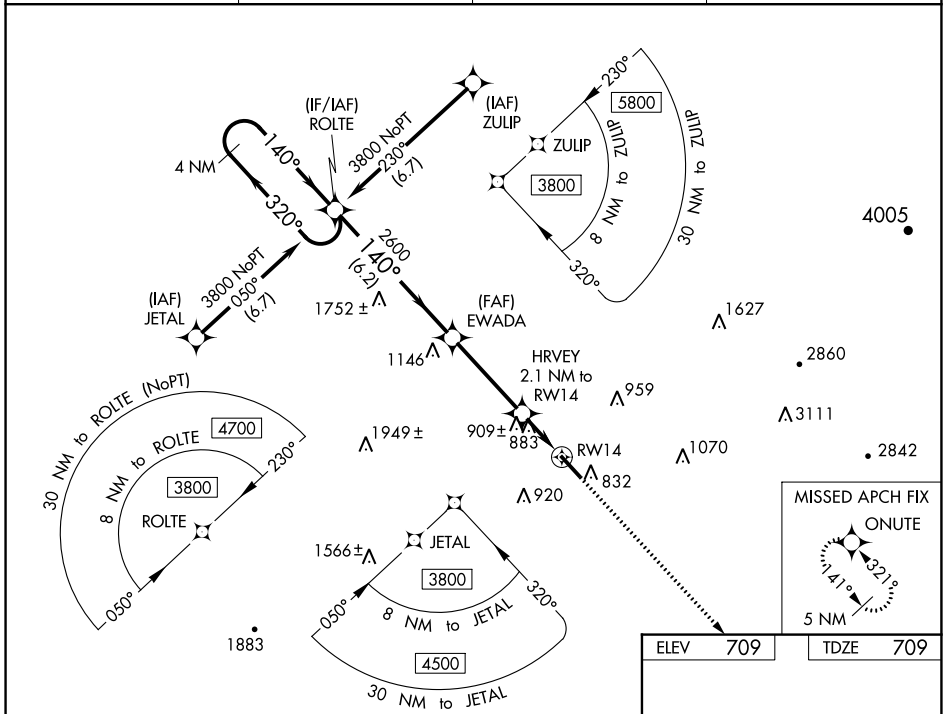 (IF/IAF)
ROLTE
(IAF)
ZULIP
140°
4 NM
320°
3800 NoPT
230°
(6.7)
2600
140°
(6.2)
3800 NoPT
050°
(6.7)
(IAF)
JETAL
230°
5800
ZULIP
3800
8 NM to ZULIP
30 NM to ZULIP
320°
4005
1752 ±
(FAF)
EWADA
1146
1627
HRVEY
2.1 NM to
RW14
2860
959
3111
909±
883
RW14
1070
2842
832
920
1949 ±
30 NM to ROLTE (NoPT)
4700
8 NM to ROLTE
230°
3800
ROLTE
050°
1566±
JETAL
3800
050°
320°
8 NM to JETAL
4500
30 NM to JETAL
1883
MISSED APCH FIX
ONUTE
141°
321°
5 NM
ELEV 709
TDZE 709